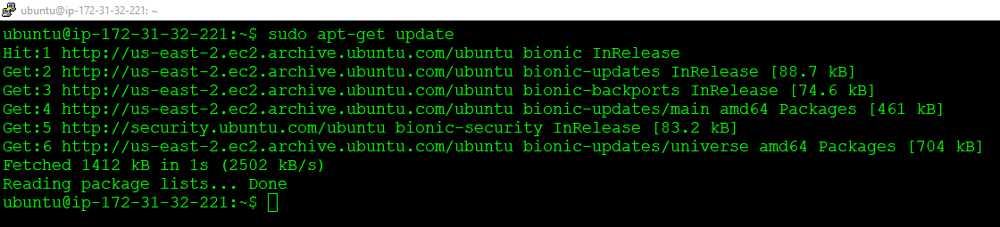 ubuntu@ip-172-31-32-221: ~
ubuntu@ip-172-31-32-221:~$ sudo apt-get update
Hit:1 http://us-east-2.ec2.archive.ubuntu.com/ubuntu bionic InRelease
Get:2 http://us-east-2.ec2.archive.ubuntu.com/ubuntu bionic-updates InRelease [88.7 kB]
Get:3 http://us-east-2.ec2.archive.ubuntu.com/ubuntu bionic-backports InRelease [74.6 kB]
Get:4 http://us-east-2.ec2.archive.ubuntu.com/ubuntu bionic-updates/main amd64 Packages [461 kB]
Get:5 http://security.ubuntu.com/ubuntu bionic-security InRelease [83.2 kB]
Get:6 http://us-east-2.ec2.archive.ubuntu.com/ubuntu bionic-updates/universe amd64 Packages [704 kB]
Fetched 1412 kB in 1s (2502 kB/s)
Reading package lists... Done
ubuntu@ip-172-31-32-221:~$